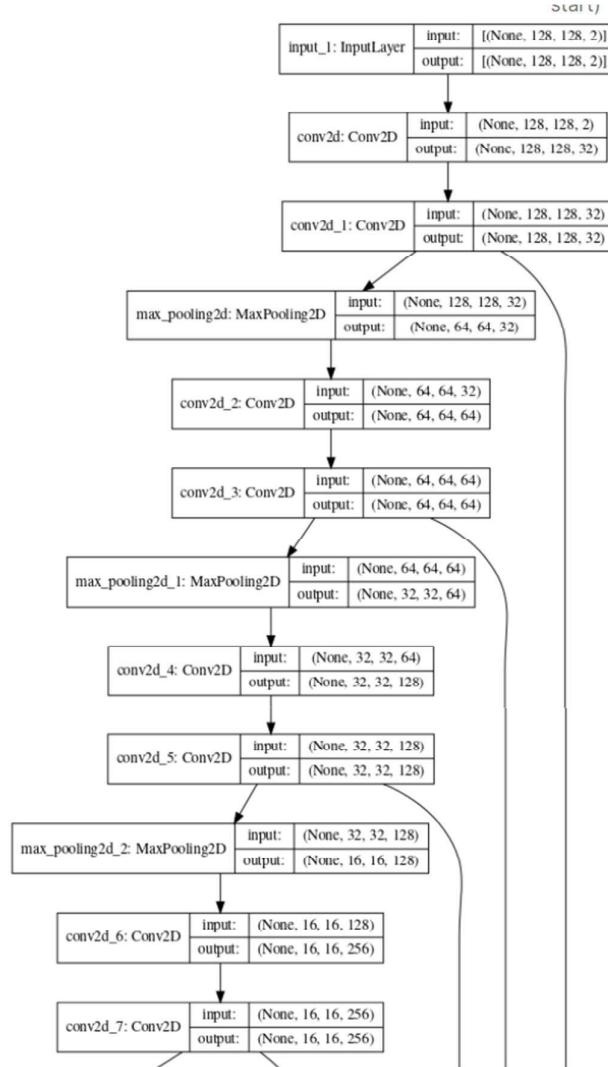 start)
input_1: InputLayer
input: [(None, 128, 128, 2)]
output: [(None, 128, 128, 2)]
conv2d: Conv2D
input: (None, 128, 128, 2)
output: (None, 128, 128, 32)
conv2d_1: Conv2D
input: (None, 128, 128, 32)
output: (None, 128, 128, 32)
max_pooling2d: MaxPooling2D
input: (None, 128, 128, 32)
output: (None, 64, 64, 32)
conv2d_2: Conv2D
input: (None, 64, 64, 32)
output: (None, 64, 64, 64)
conv2d_3: Conv2D
input: (None, 64, 64, 64)
output: (None, 64, 64, 64)
max_pooling2d_1: MaxPooling2D
input: (None, 64, 64, 64)
output: (None, 32, 32, 64)
conv2d_4: Conv2D
input: (None, 32, 32, 64)
output: (None, 32, 32, 128)
conv2d_5: Conv2D
input: (None, 32, 32, 128)
output: (None, 32, 32, 128)
max_pooling2d_2: MaxPooling2D
input: (None, 32, 32, 128)
output: (None, 16, 16, 128)
conv2d_6: Conv2D
input: (None, 16, 16, 128)
output: (None, 16, 16, 256)
conv2d_7: Conv2D
input: (None, 16, 16, 256)
output: (None, 16, 16, 256)